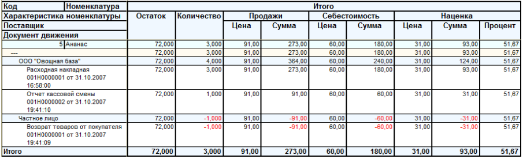 Код Номенклатура Итого
Характеристика номенклатуры Остаток Количество Продажи Себестоимость Наценка
Поставщик Цена Сумма Цена Сумма Цена Сумма Процент
Документ движения
5 Ананас 72,000 3,000 91,00 273,00 60,00 180,00 31,00 93,00 51,67
--- 72,000 3,000 91,00 273,00 60,00 180,00 31,00 93,00 51,67
ООО "Овощная база" 72,000 4,000 91,00 364,00 60,00 240,00 31,00 124,00 51,67
Расходная накладная 72,000 3,000 91,00 273,00 60,00 180,00 31,00 93,00 51,67
001Н0000001 от 31.10.2007
16:58:00
Отчет кассовой смены 72,000 1,000 91,00 91,00 60,00 60,00 31,00 31,00 51,67
001Н0000002 от 31.10.2007
19:41:10
Частное лицо 72,000 -1,000 91,00 -91,00 60,00 -60,00 31,00 -31,00 51,67
Возврат товаров от покупателя 72,000 -1,000 91,00 -91,00 60,00 -60,00 31,00 -31,00 51,67
001Н0000001 от 31.10.2007
19:41:09
Итого 72,000 3,000 91,00 273,00 60,00 180,00 31,00 93,00 51,67